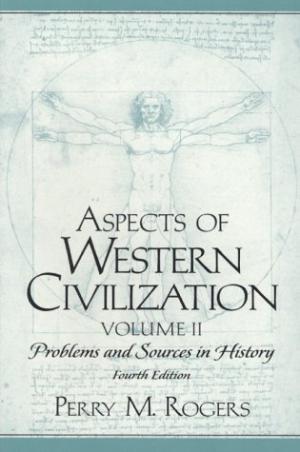 ASPECTS OF
WESTERN
CIVILIZATION
VOLUME II
Problems and Sources in History
Fourth Edition
PERRY M. ROGERS